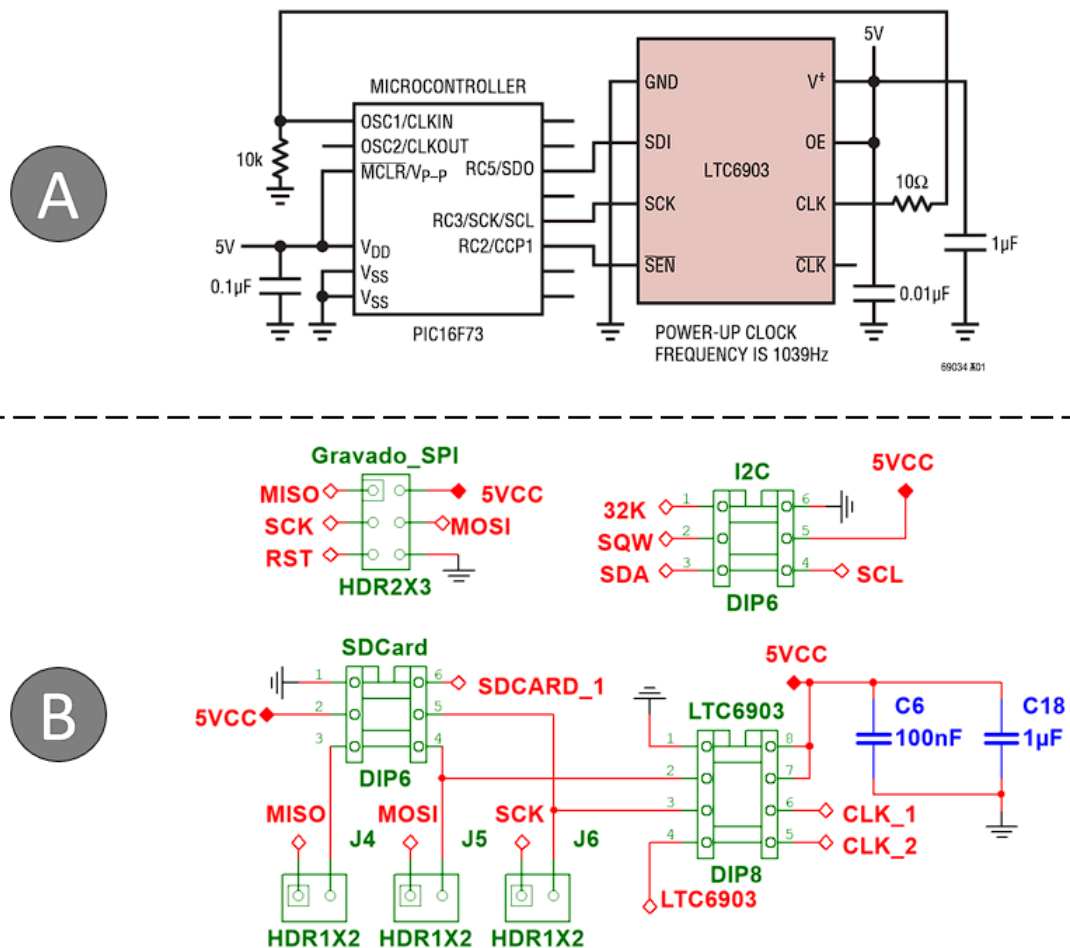 A
5V
MICROCONTROLLER
GND
V+
OSC1/CLKIN
OSC2/CLKOUT
10k
SDI
OE
MCLR/VP–P
RC5/SDO
LTC6903
10Ω
SCK
CLK
RC3/SCK/SCL
5V
VDD
RC2/CCP1
1µF
SEN
CLK
VSS
0.1µF
0.01µF
VSS
PIC16F73
POWER-UP CLOCK
FREQUENCY IS 1039Hz
69034 A01
B
Gravado_SPI
MISO
5VCC
SCK
MOSI
RST
HDR2X3
I2C
5VCC
32K
1
6
SQW
2
5
SDA
3
4
SCL
DIP6
SDCard
1
6
SDCARD_1
5VCC
2
5
3
4
DIP6
5VCC
LTC6903
C6
100nF
C18
1µF
1
8
2
7
3
6
CLK_1
4
5
CLK_2
DIP8
LTC6903
MISO
J4
MOSI
J5
SCK
J6
HDR1X2
HDR1X2
HDR1X2